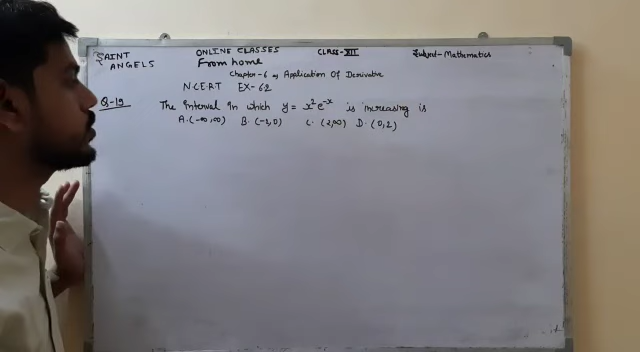 SAINT ANGELS
ONLINE CLASSES From home
CLASS-XII
Subject-Mathematics
Chapter-6 Application Of Derivative
NCERT EX-6.2
Q-19 The Interval in which y = x²e⁻ˣ is increasing is
A. (-∞,∞) B. (-2,0) C. (2,∞) D. (0,2)